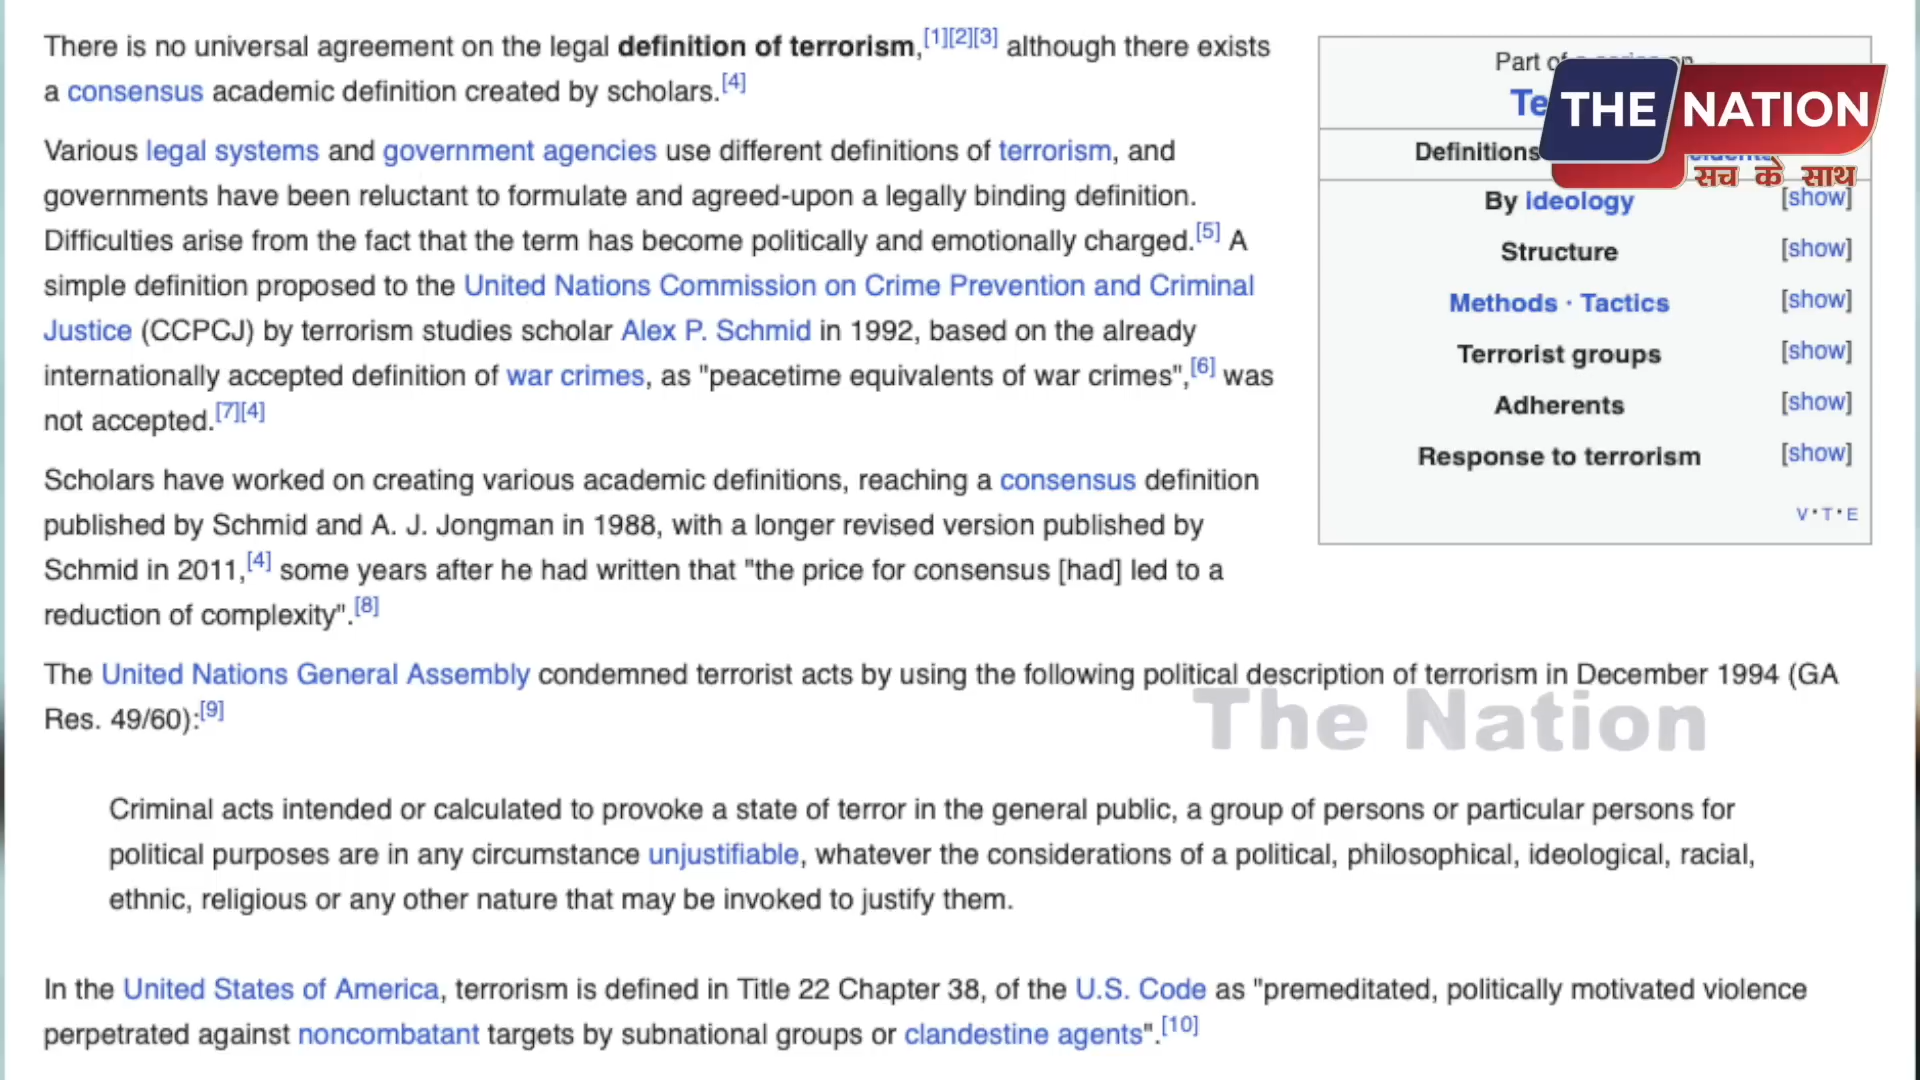 There is no universal agreement on the legal definition of terrorism,[1][2][3] although there exists
a consensus academic definition created by scholars.[4]
Various legal systems and government agencies use different definitions of terrorism, and
governments have been reluctant to formulate and agreed-upon a legally binding definition.
Difficulties arise from the fact that the term has become politically and emotionally charged.[5] A
simple definition proposed to the United Nations Commission on Crime Prevention and Criminal
Justice (CCPCJ) by terrorism studies scholar Alex P. Schmid in 1992, based on the already
internationally accepted definition of war crimes, as "peacetime equivalents of war crimes",[6] was
not accepted.[7][4]
Scholars have worked on creating various academic definitions, reaching a consensus definition
published by Schmid and A. J. Jongman in 1988, with a longer revised version published by
Schmid in 2011,[4] some years after he had written that "the price for consensus [had] led to a
reduction of complexity".[8]
The United Nations General Assembly condemned terrorist acts by using the following political description of terrorism in December 1994 (GA
Res. 49/60):[9]
Criminal acts intended or calculated to provoke a state of terror in the general public, a group of persons or particular persons for
political purposes are in any circumstance unjustifiable, whatever the considerations of a political, philosophical, ideological, racial,
ethnic, religious or any other nature that may be invoked to justify them.
In the United States of America, terrorism is defined in Title 22 Chapter 38, of the U.S. Code as "premeditated, politically motivated violence
perpetrated against noncombatant targets by subnational groups or clandestine agents".[10]
Part
Definitions
By ideology [show]
Structure [show]
Methods · Tactics [show]
Terrorist groups [show]
Adherents [show]
Response to terrorism [show]
V·T·E
THE NATION
सच के साथ
The Nation